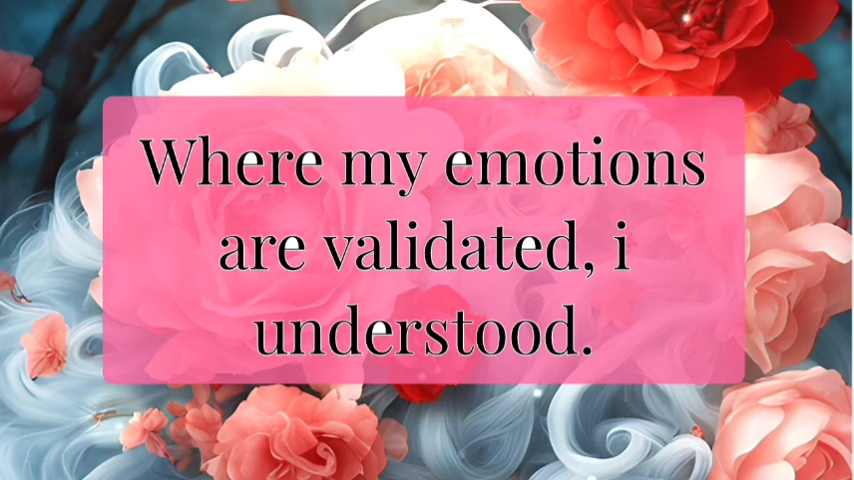 Where my emotions
are validated, i
understood.